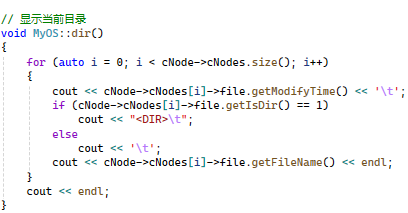 // 显示当前目录
void MyOS::dir()
{
    for (auto i = 0; i < cNode->cNodes.size(); i++)
    {
        cout << cNode->cNodes[i]->file.getModifyTime() << '\t';
        if (cNode->cNodes[i]->file.getIsDir() == 1)
            cout << "<DIR>\t";
        else
            cout << '\t';
        cout << cNode->cNodes[i]->file.getFileName() << endl;
    }
    cout << endl;
}